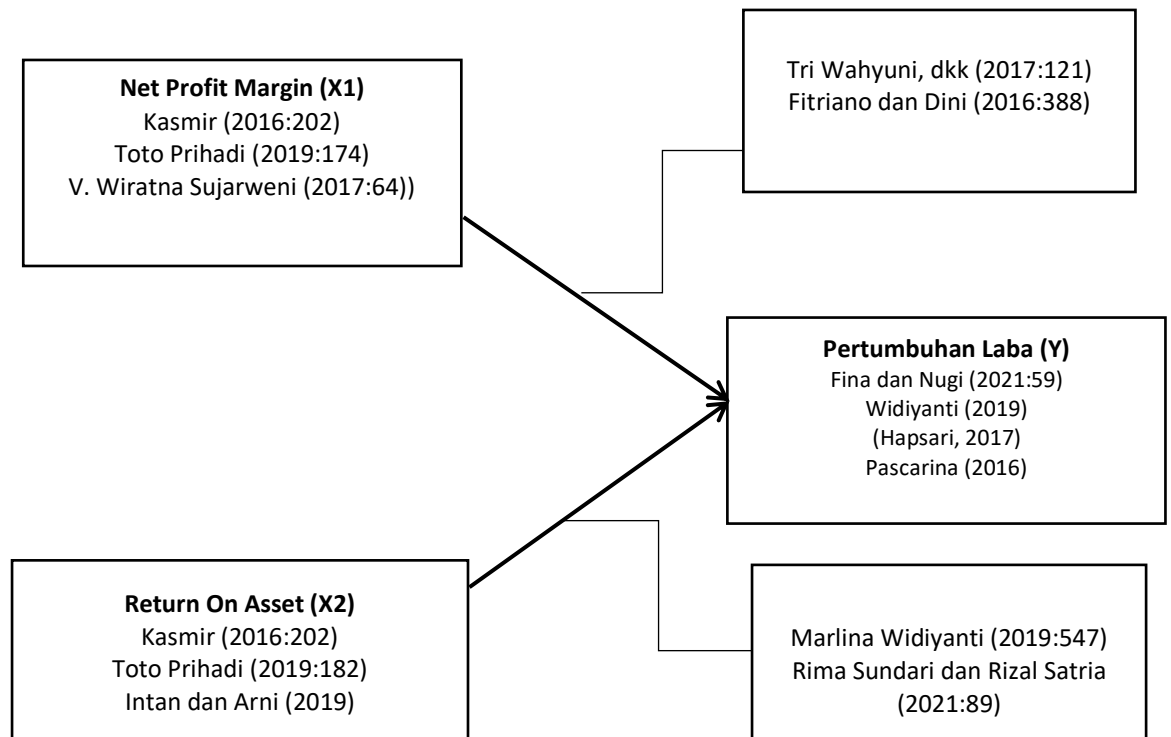 Net Profit Margin (X1)
Kasmir (2016:202)
Toto Prihadi (2019:174)
V. Wiratna Sujarweni (2017:64))
Tri Wahyuni, dkk (2017:121)
Fitriano dan Dini (2016:388)
Pertumbuhan Laba (Y)
Fina dan Nugi (2021:59)
Widiyanti (2019)
(Hapsari, 2017)
Pascarina (2016)
Return On Asset (X2)
Kasmir (2016:202)
Toto Prihadi (2019:182)
Intan dan Arni (2019)
Marlina Widiyanti (2019:547)
Rima Sundari dan Rizal Satria
(2021:89)